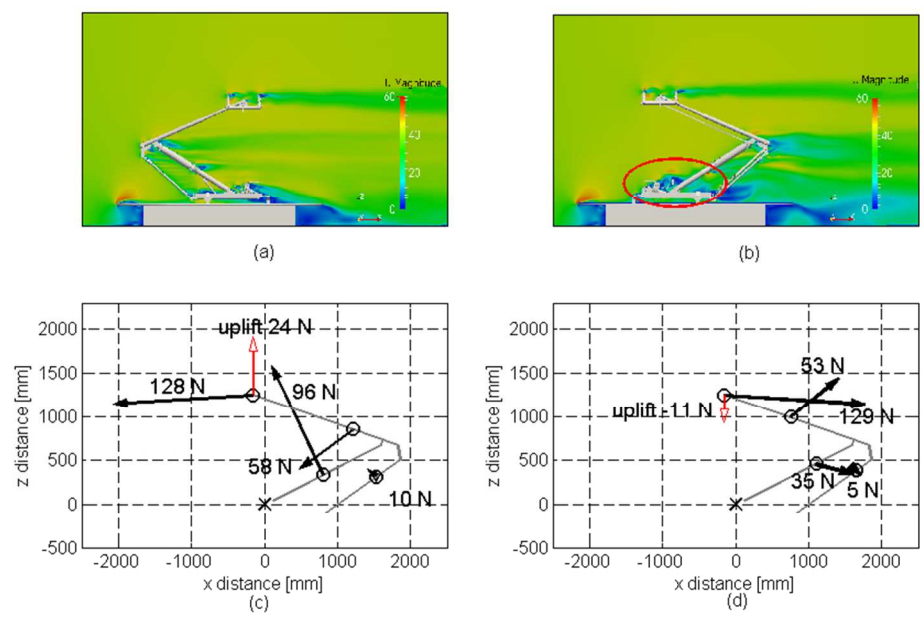 U Magnitude
60
40
20
0
(a)
.. Magnitude
60
40
20
0
(b)
uplift 24 N
128 N
96 N
58 N
10 N
2000
1500
1000
500
0
-500
z distance [mm]
-2000 -1000 0 1000 2000
x distance [mm]
(c)
53 N
uplift -11 N
129 N
35 N
5 N
2000
1500
1000
500
0
-500
z distance [mm]
-2000 -1000 0 1000 2000
x distance [mm]
(d)